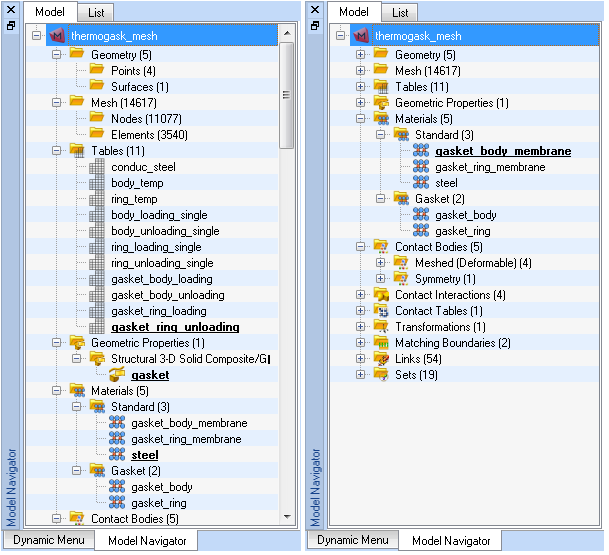 Model List
thermogask_mesh
Geometry (5)
Points (4)
Surfaces (1)
Mesh (14617)
Nodes (11077)
Elements (3540)
Tables (11)
conduc_steel
body_temp
ring_temp
body_loading_single
body_unloading_single
ring_loading_single
ring_unloading_single
gasket_body_loading
gasket_body_unloading
gasket_ring_loading
gasket_ring_unloading
Geometric Properties (1)
Structural 3-D Solid Composite/G
gasket
Materials (5)
Standard (3)
gasket_body_membrane
gasket_ring_membrane
steel
Gasket (2)
gasket_body
gasket_ring
Contact Bodies (5)
Model Navigator
Dynamic Menu Model Navigator
Model List
thermogask_mesh
Geometry (5)
Mesh (14617)
Tables (11)
Geometric Properties (1)
Materials (5)
Standard (3)
gasket_body_membrane
gasket_ring_membrane
steel
Gasket (2)
gasket_body
gasket_ring
Contact Bodies (5)
Meshed (Deformable) (4)
Symmetry (1)
Contact Interactions (4)
Contact Tables (1)
Transformations (1)
Matching Boundaries (2)
Links (54)
Sets (19)
Model Navigator
Dynamic Menu Model Navigator